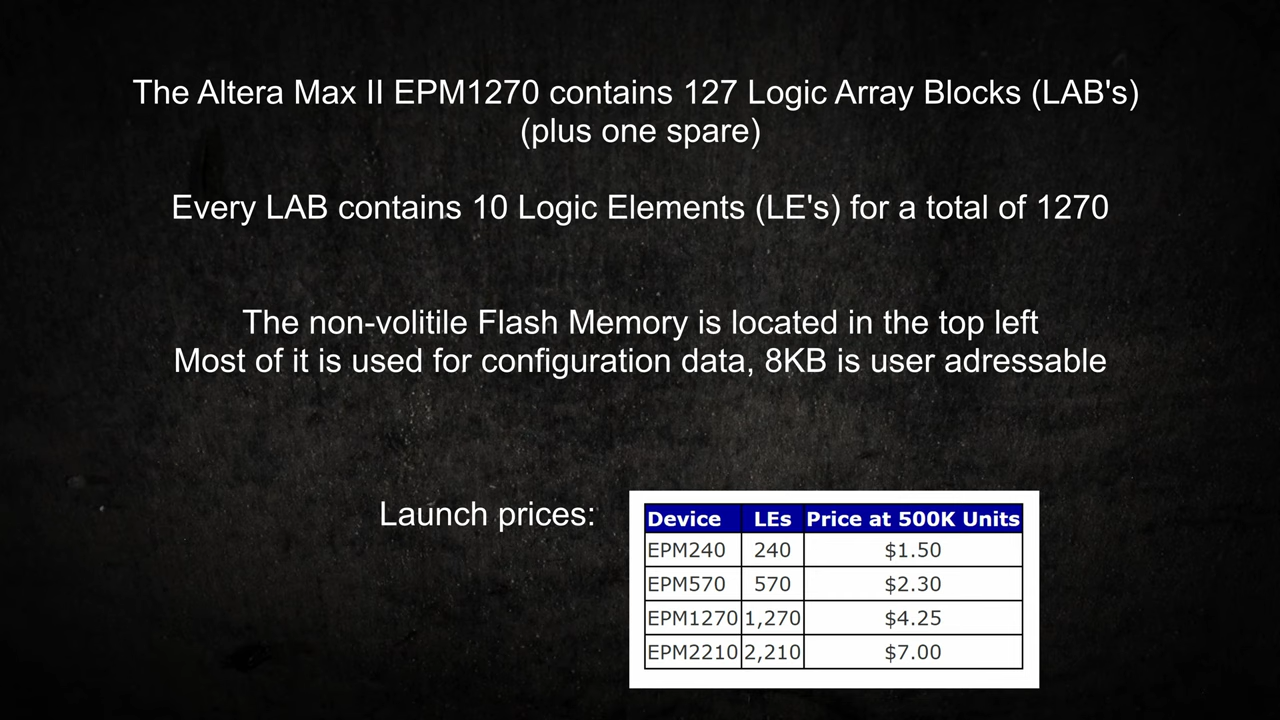 The Altera Max II EPM1270 contains 127 Logic Array Blocks (LAB's)
(plus one spare)
Every LAB contains 10 Logic Elements (LE's) for a total of 1270
The non-volitile Flash Memory is located in the top left
Most of it is used for configuration data, 8KB is user adressable
Launch prices:
Device LEs Price at 500K Units
EPM240 240 $1.50
EPM570 570 $2.30
EPM1270 1,270 $4.25
EPM2210 2,210 $7.00